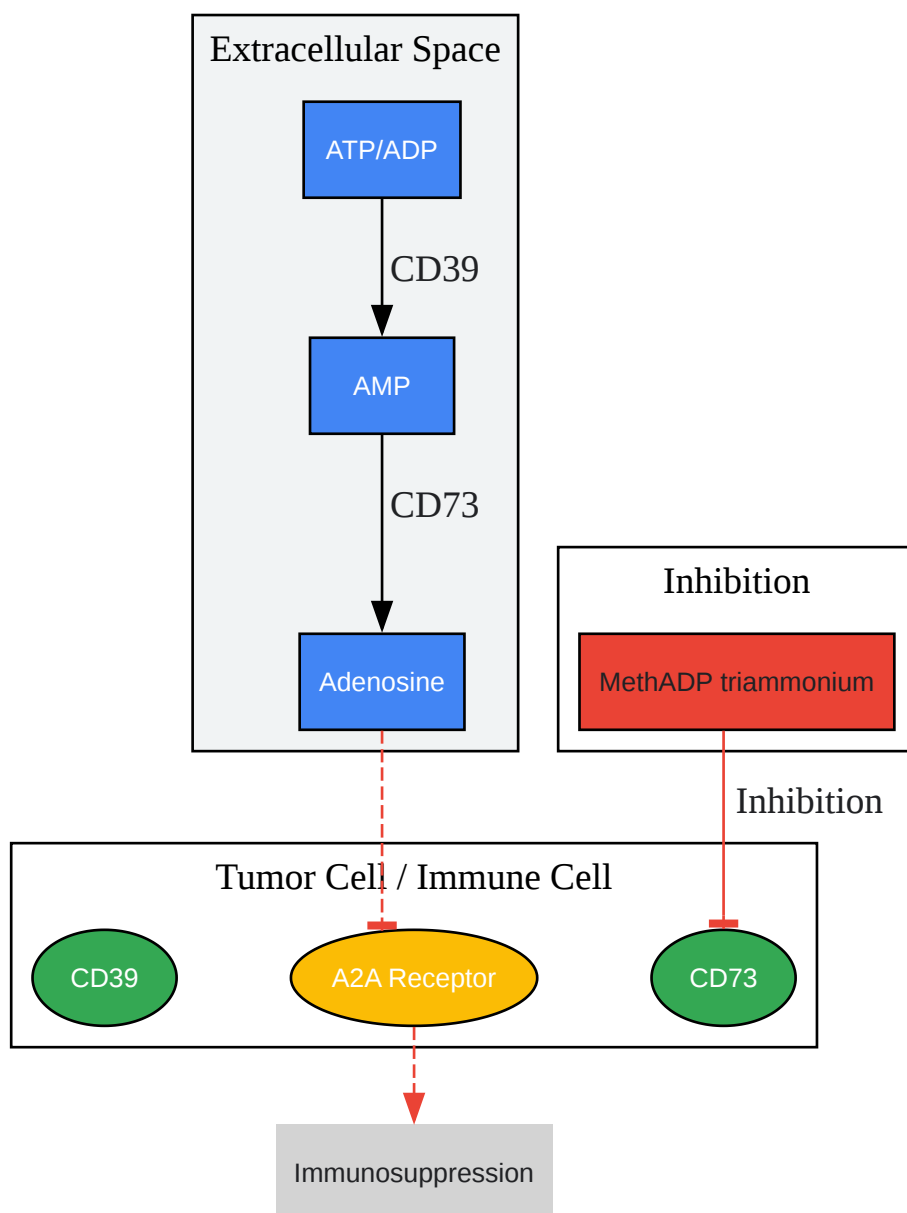 Extracellular Space
ATP/ADP
CD39
AMP
CD73
Inhibition
Adenosine
MethADP triammonium
Inhibition
Tumor Cell / Immune Cell
CD39
A2A Receptor
CD73
Immunosuppression